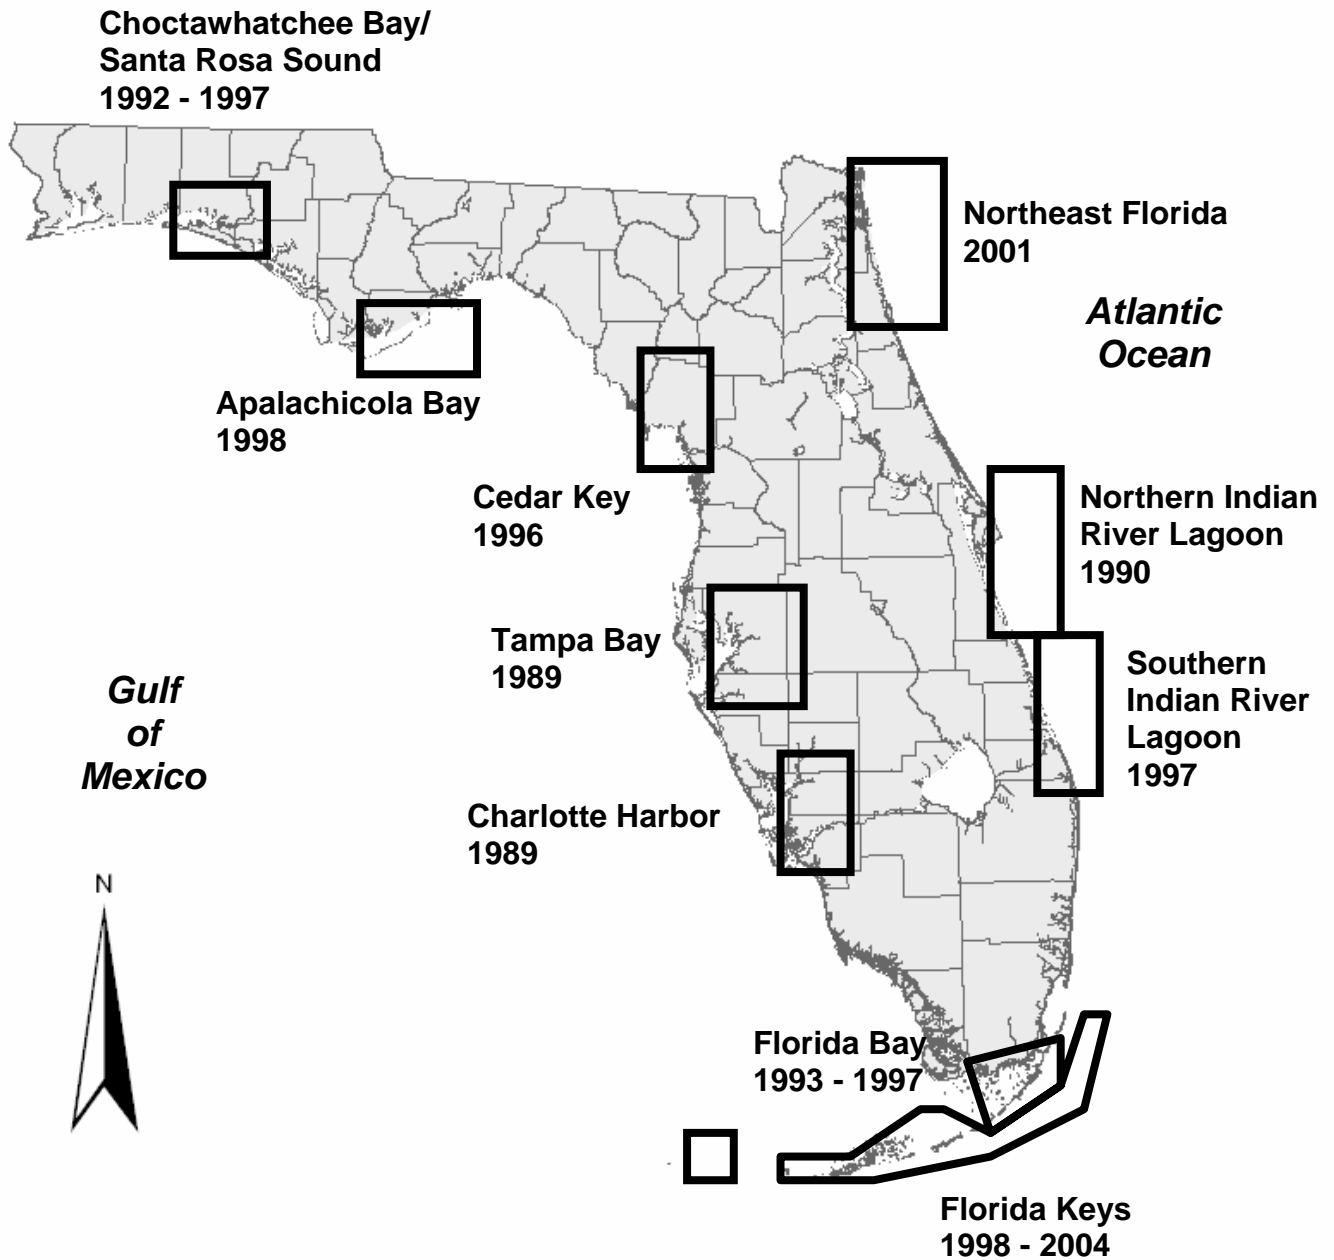 Choctawhatchee Bay/
Santa Rosa Sound
1992 - 1997
Northeast Florida
2001
Atlantic
Ocean
Apalachicola Bay
1998
Cedar Key
1996
Northern Indian
River Lagoon
1990
Tampa Bay
1989
Southern
Indian River
Lagoon
1997
Gulf
of
Mexico
Charlotte Harbor
1989
N
Florida Bay
1993 - 1997
Florida Keys
1998 - 2004